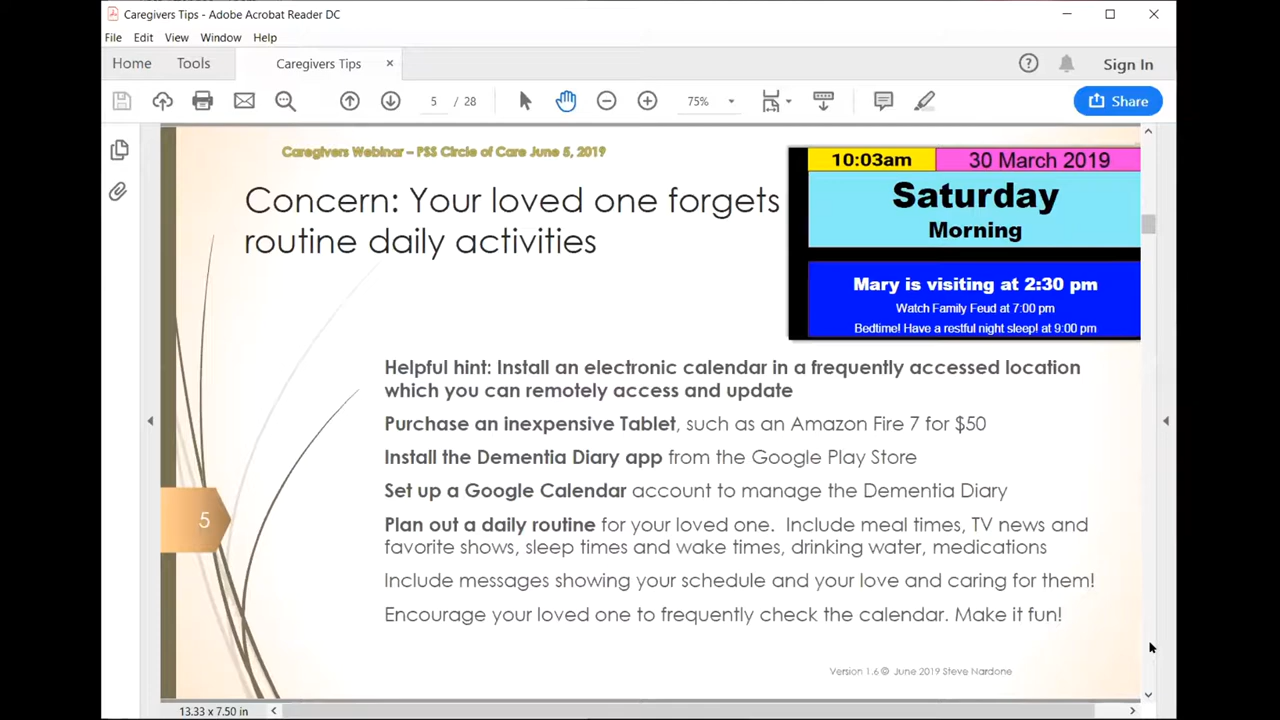 Caregivers Tips - Adobe Acrobat Reader DC
File Edit View Window Help
Home Tools Caregivers Tips × Sign In
5 / 28 75% Share
Caregivers Webinar – PSS Circle of Care June 5, 2019
10:03am 30 March 2019
Saturday
Morning
Mary is visiting at 2:30 pm
Watch Family Feud at 7:00 pm
Bedtime! Have a restful night sleep! at 9:00 pm
Concern: Your loved one forgets
routine daily activities
Helpful hint: Install an electronic calendar in a frequently accessed location
which you can remotely access and update
Purchase an inexpensive Tablet, such as an Amazon Fire 7 for $50
Install the Dementia Diary app from the Google Play Store
Set up a Google Calendar account to manage the Dementia Diary
5
Plan out a daily routine for your loved one. Include meal times, TV news and
favorite shows, sleep times and wake times, drinking water, medications
Include messages showing your schedule and your love and caring for them!
Encourage your loved one to frequently check the calendar. Make it fun!
Version 1.6 © June 2019 Steve Nardone
13.33 x 7.50 in